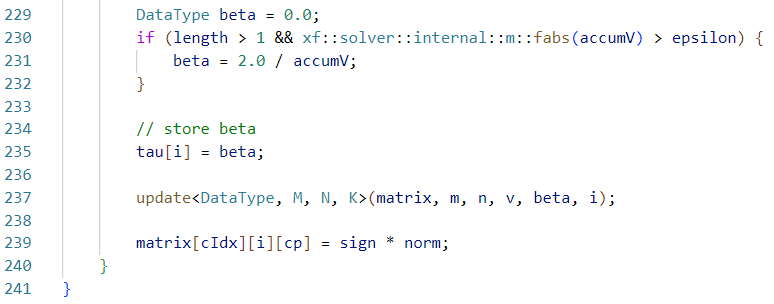 229 DataType beta = 0.0;
230 if (length > 1 && xf::solver::internal::m::fabs(accumV) > epsilon) {
231 beta = 2.0 / accumV;
232 }
233
234 // store beta
235 tau[i] = beta;
236
237 update<DataType, M, N, K>(matrix, m, n, v, beta, i);
238
239 matrix[cIdx][i][cp] = sign * norm;
240 }
241 }